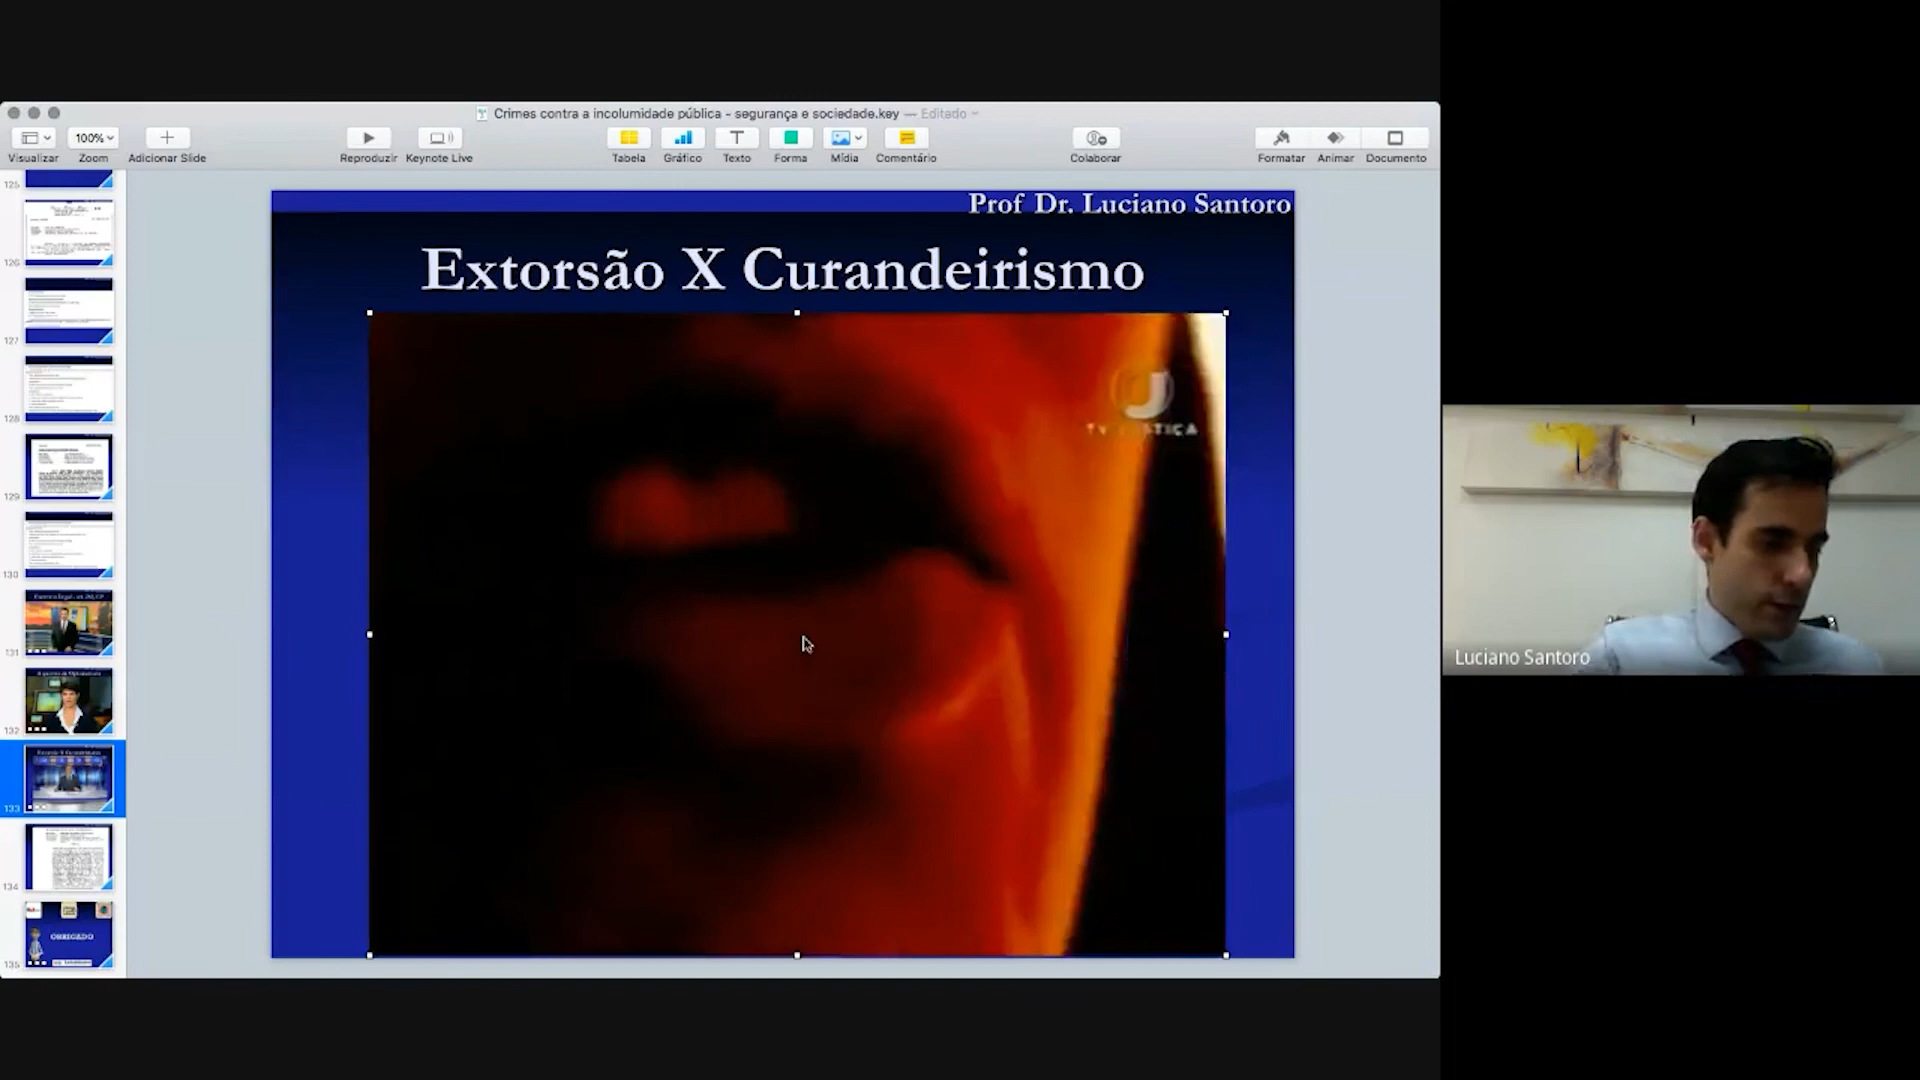 Crimes contra a incolumidade pública - segurança e sociedade.key — Editado
100%
Visualizar
Zoom
Adicionar Slide
Reproduzir
Keynote Live
Tabela
Gráfico
Texto
Forma
Mídia
Comentário
Colaborar
Formatar
Animar
Documento
125
126
127
128
129
130
131
132
133
134
135
OBRIGADO
Prof Dr. Luciano Santoro
Extorsão X Curandeirismo
TV
Luciano Santoro